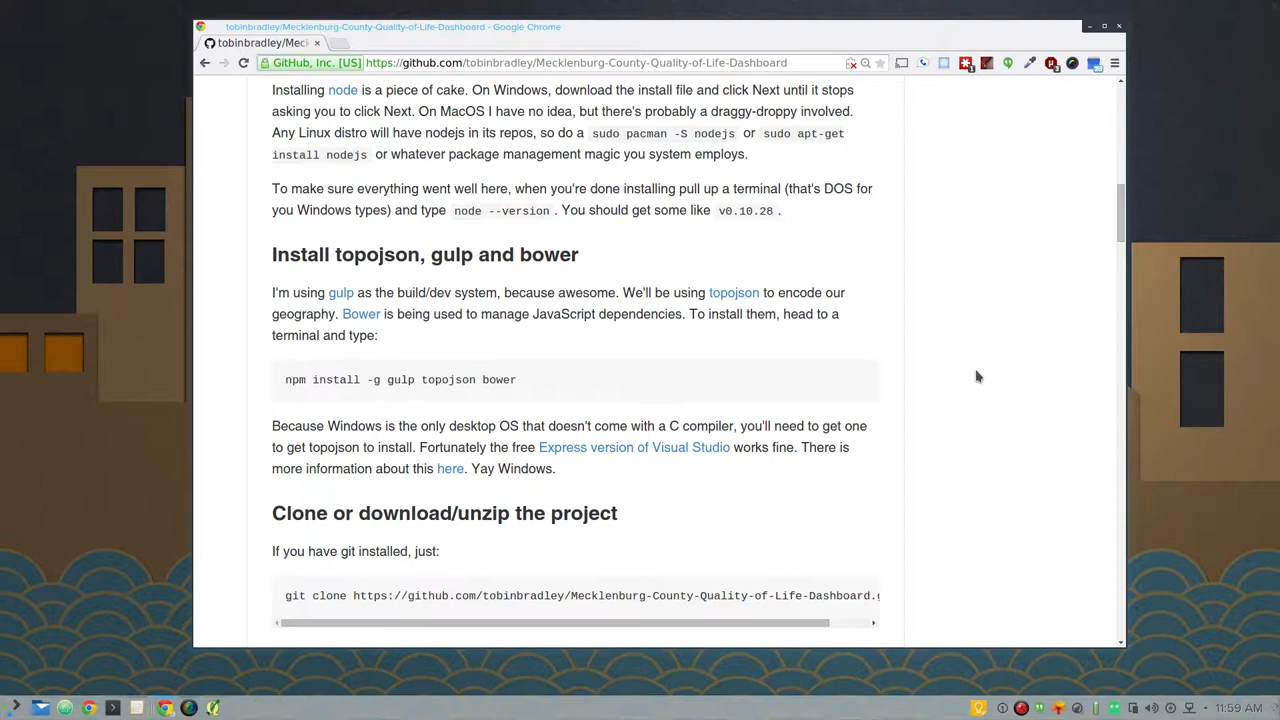 tobinbradley/Mecklenburg-County-Quality-of-Life-Dashboard - Google Chrome
tobinbradley/Meck
GitHub, Inc. [US] https://github.com/tobinbradley/Mecklenburg-County-Quality-of-Life-Dashboard
Installing node is a piece of cake. On Windows, download the install file and click Next until it stops
asking you to click Next. On MacOS I have no idea, but there's probably a draggy-droppy involved.
Any Linux distro will have nodejs in its repos, so do a sudo pacman -S nodejs or sudo apt-get
install nodejs or whatever package management magic you system employs.
To make sure everything went well here, when you're done installing pull up a terminal (that's DOS for
you Windows types) and type node --version . You should get some like v0.10.28 .
Install topojson, gulp and bower
I'm using gulp as the build/dev system, because awesome. We'll be using topojson to encode our
geography. Bower is being used to manage JavaScript dependencies. To install them, head to a
terminal and type:
npm install -g gulp topojson bower
Because Windows is the only desktop OS that doesn't come with a C compiler, you'll need to get one
to get topojson to install. Fortunately the free Express version of Visual Studio works fine. There is
more information about this here. Yay Windows.
Clone or download/unzip the project
If you have git installed, just:
git clone https://github.com/tobinbradley/Mecklenburg-County-Quality-of-Life-Dashboard.g
11:59 AM